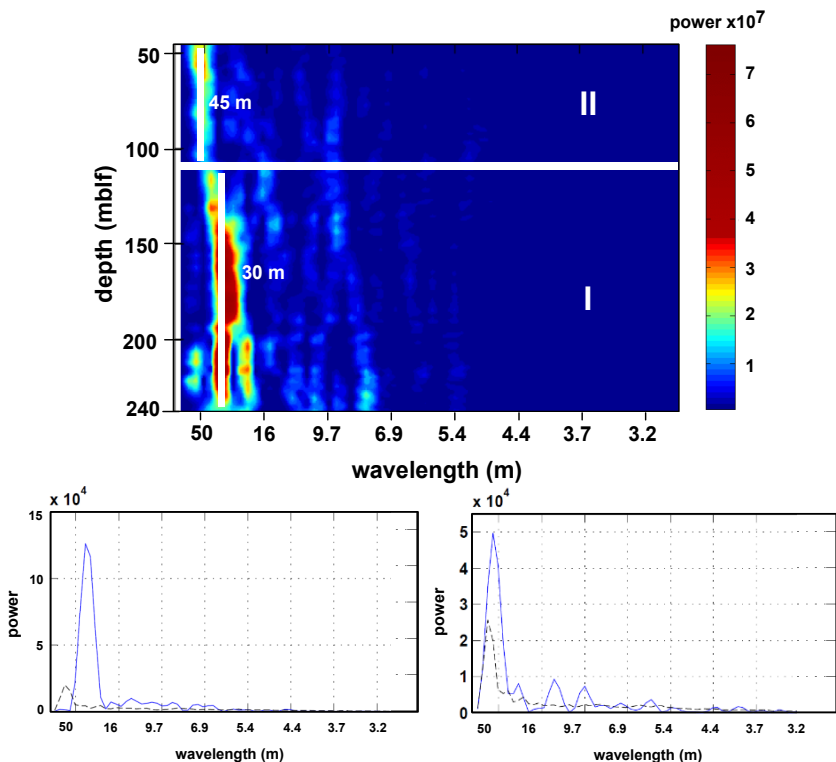 power x10^7
50
100
150
200
240
depth (mblf)
45 m
II
30 m
I
7
6
5
4
3
2
1
50 16 9.7 6.9 5.4 4.4 3.7 3.2
wavelength (m)
x 10^4
15
10
5
0
power
50 16 9.7 6.9 5.4 4.4 3.7 3.2
wavelength (m)
x 10^4
5
4
3
2
1
0
power
50 16 9.7 6.9 5.4 4.4 3.7 3.2
wavelength (m)